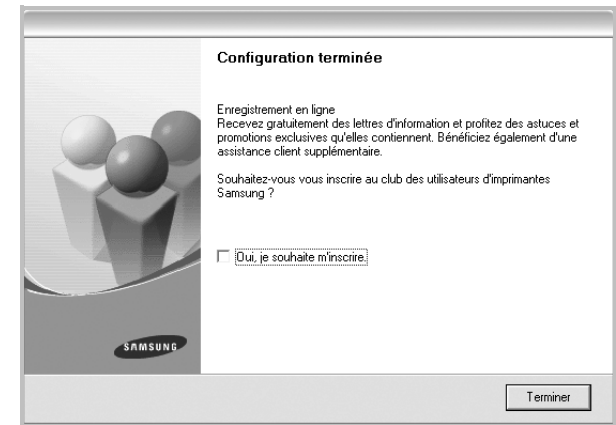 Configuration terminée
Enregistrement en ligne
Recevez gratuitement des lettres d'information et profitez des astuces et
promotions exclusives qu'elles contiennent. Bénéficiez également d'une
assistance client supplémentaire.
Souhaitez-vous vous inscrire au club des utilisateurs d'imprimantes
Samsung ?
Oui, je souhaite m'inscrire.
SAMSUNG
Terminer